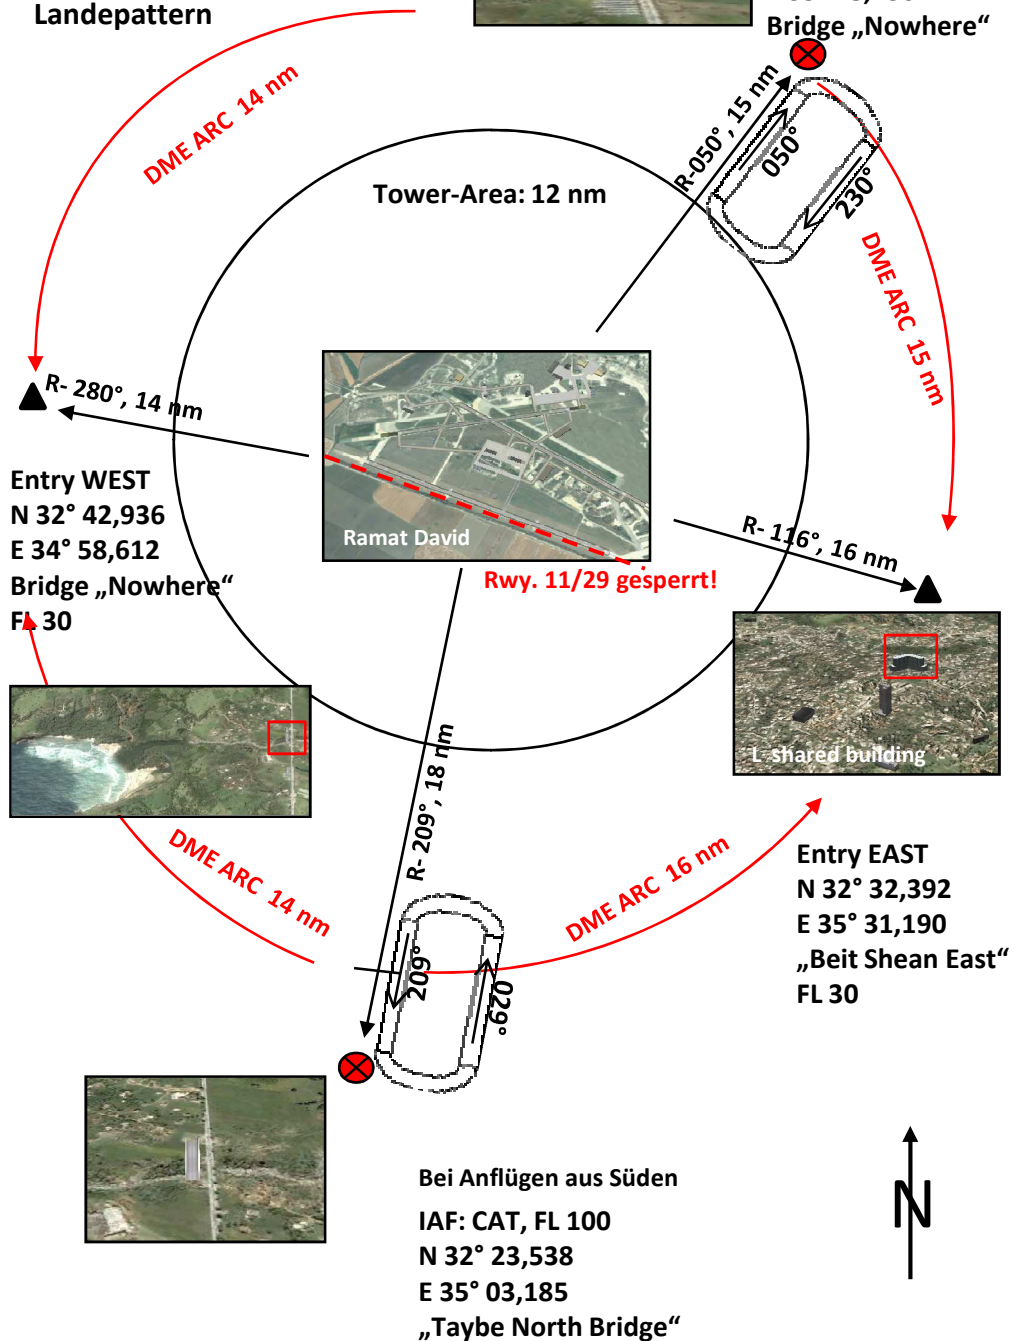 Landepattern
Bridge „Nowhere“
DME ARC 14 nm
R-050°, 15 nm
050°
230°
Tower-Area: 12 nm
DME ARC 15 nm
R- 280°, 14 nm
Entry WEST
N 32° 42,936
E 34° 58,612
Bridge „Nowhere“
FL 30
Ramat David
Rwy. 11/29 gesperrt!
R- 116°, 16 nm
L shared building
R- 209°, 18 nm
DME ARC 14 nm
DME ARC 16 nm
Entry EAST
N 32° 32,392
E 35° 31,190
„Beit Shean East“
FL 30
209°
029°
Bei Anflügen aus Süden
IAF: CAT, FL 100
N 32° 23,538
E 35° 03,185
„Taybe North Bridge“
N